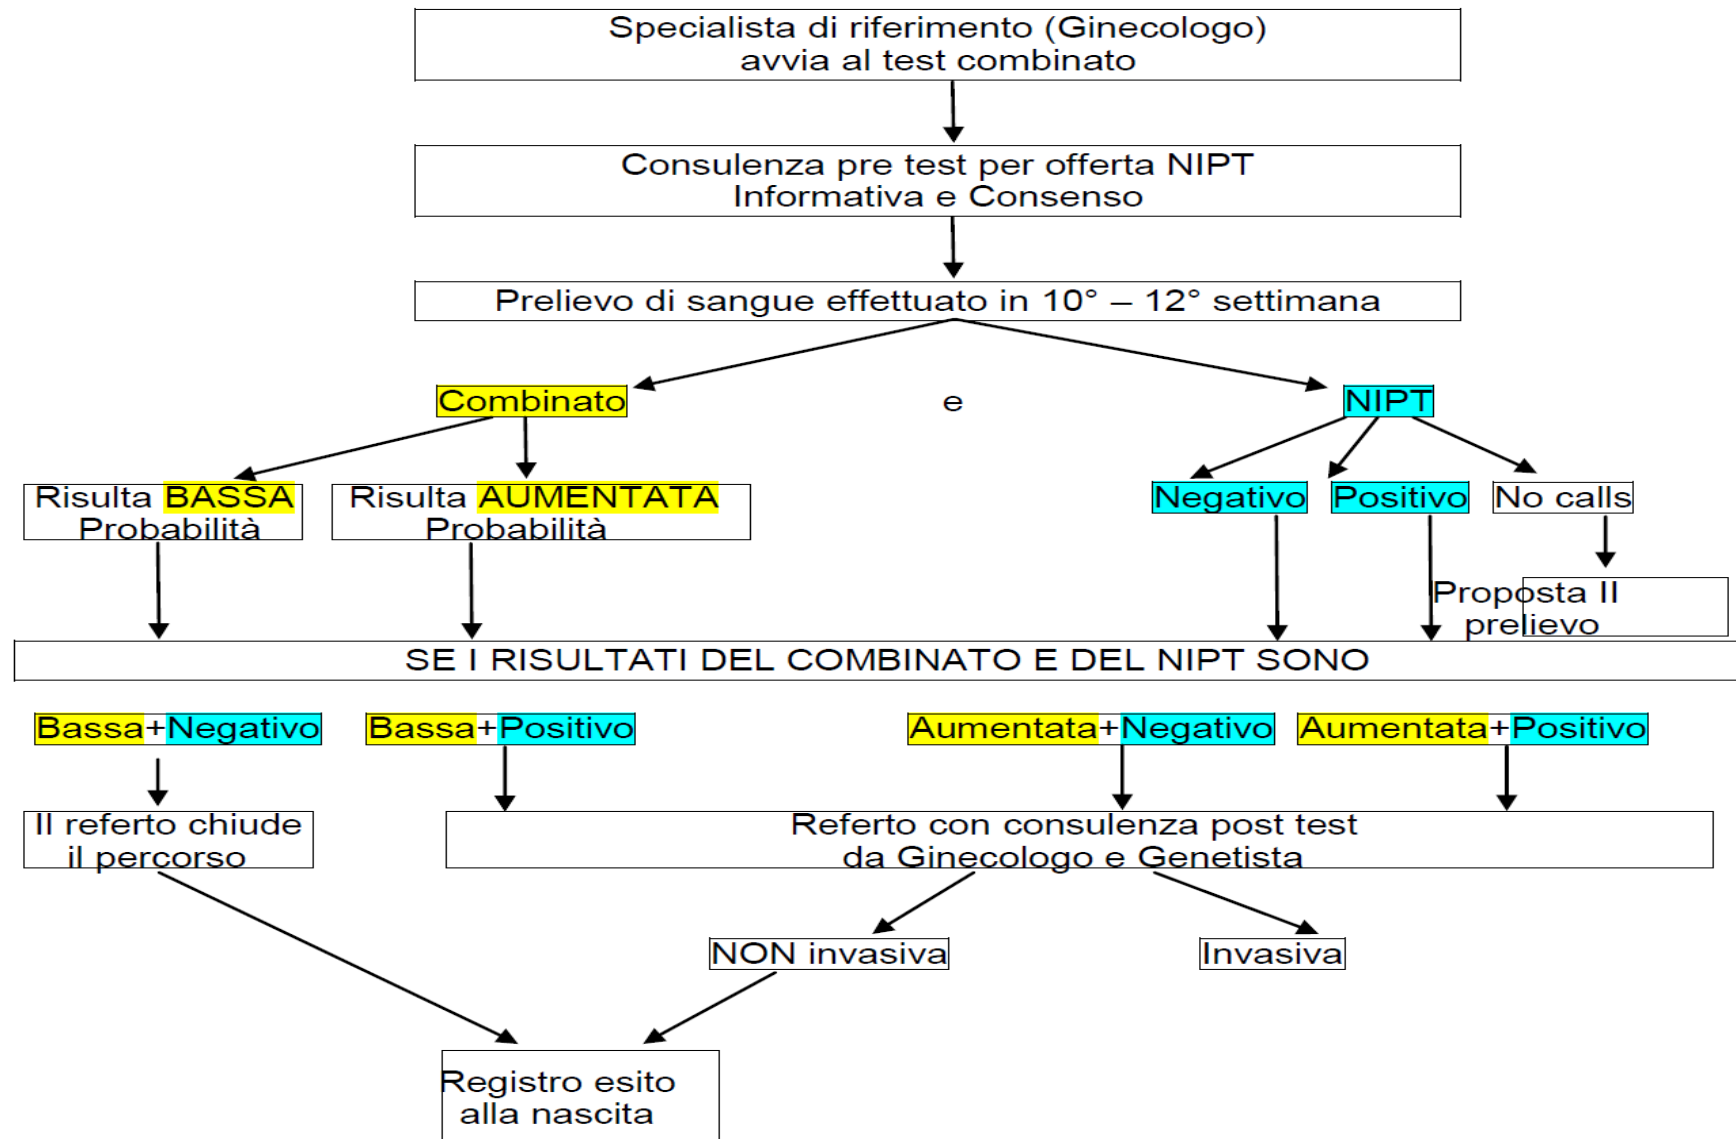 Specialista di riferimento (Ginecologo)
avvia al test combinato
Consulenza pre test per offerta NIPT
Informativa e Consenso
Prelievo di sangue effettuato in 10° – 12° settimana
Combinato
e
NIPT
Risulta BASSA
Probabilità
Risulta AUMENTATA
Probabilità
Negativo
Positivo
No calls
Proposta II
prelievo
SE I RISULTATI DEL COMBINATO E DEL NIPT SONO
Bassa+Negativo
Bassa+Positivo
Aumentata+Negativo
Aumentata+Positivo
Il referto chiude
il percorso
Referto con consulenza post test
da Ginecologo e Genetista
NON invasiva
Invasiva
Registro esito
alla nascita